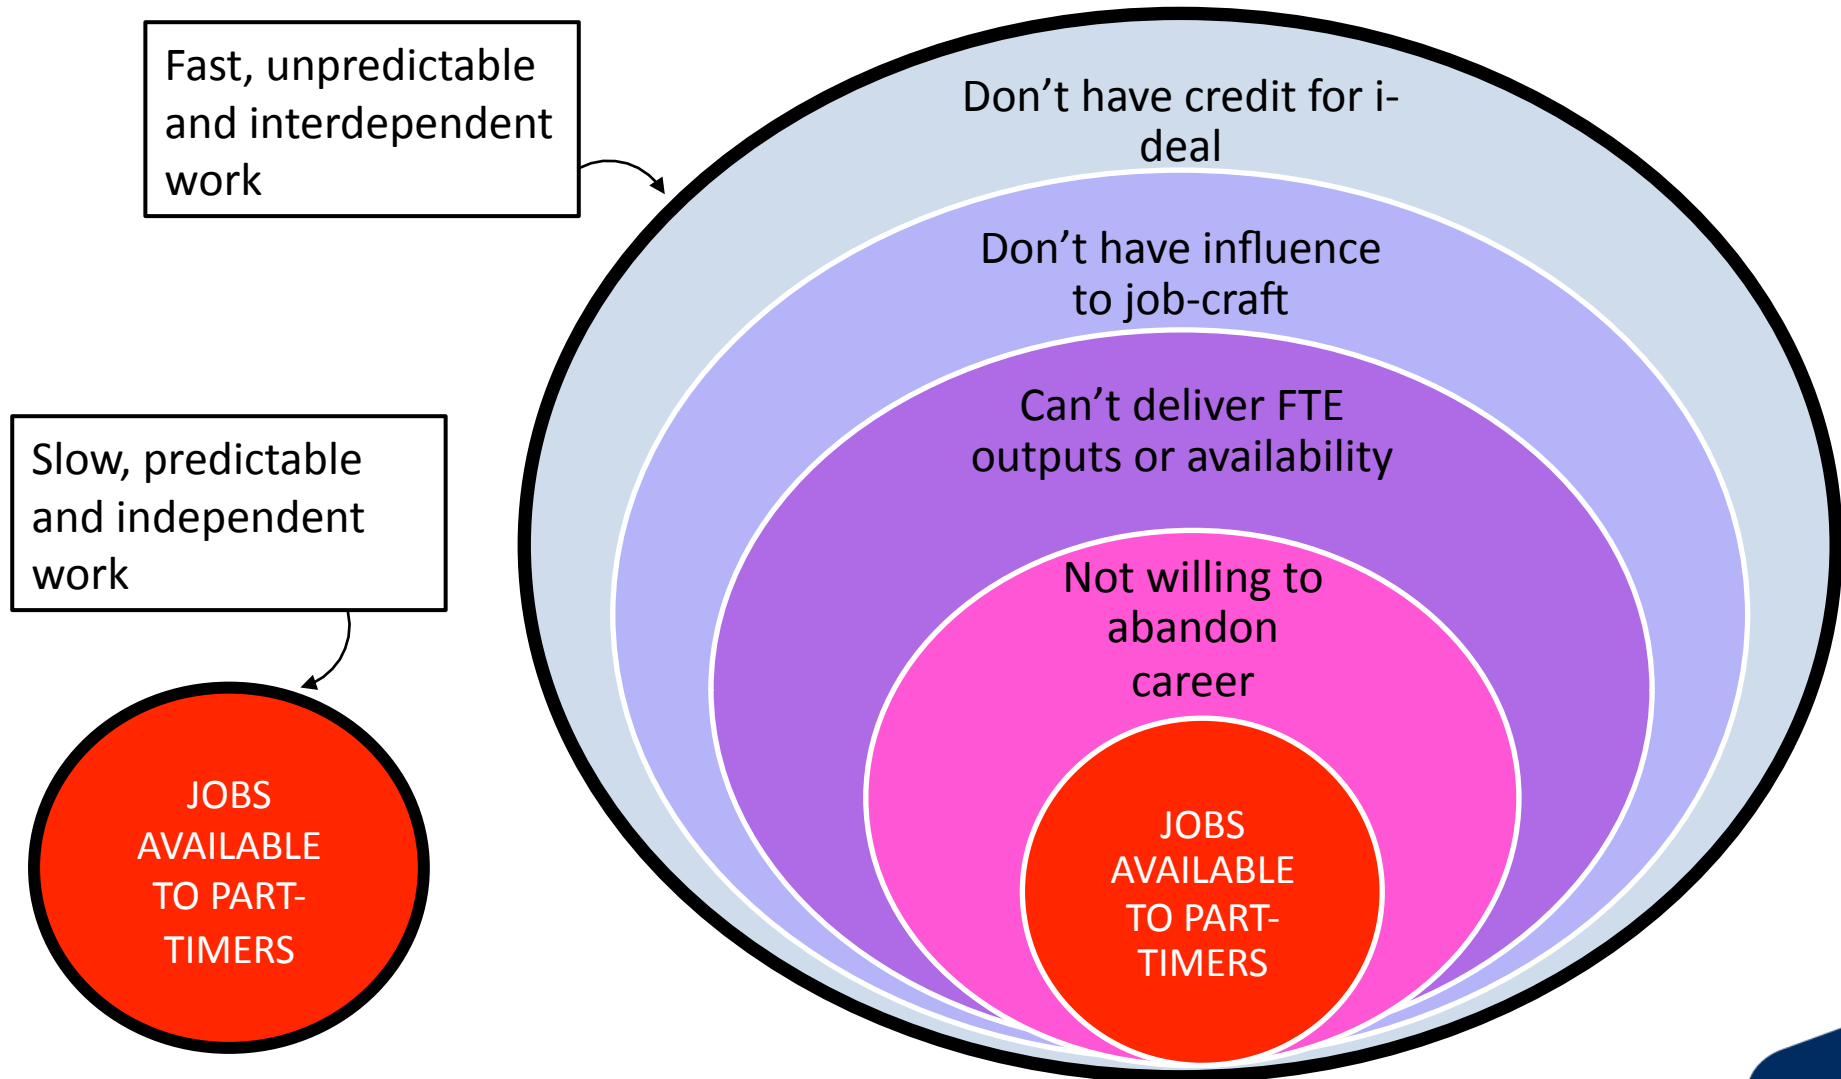 Fast, unpredictable
and interdependent
work
Don’t have credit for i-
deal
Don’t have influence
to job-craft
Can’t deliver FTE
outputs or availability
Slow, predictable
and independent
work
Not willing to
abandon
career
JOBS
AVAILABLE
TO PART-
TIMERS
JOBS
AVAILABLE
TO PART-
TIMERS